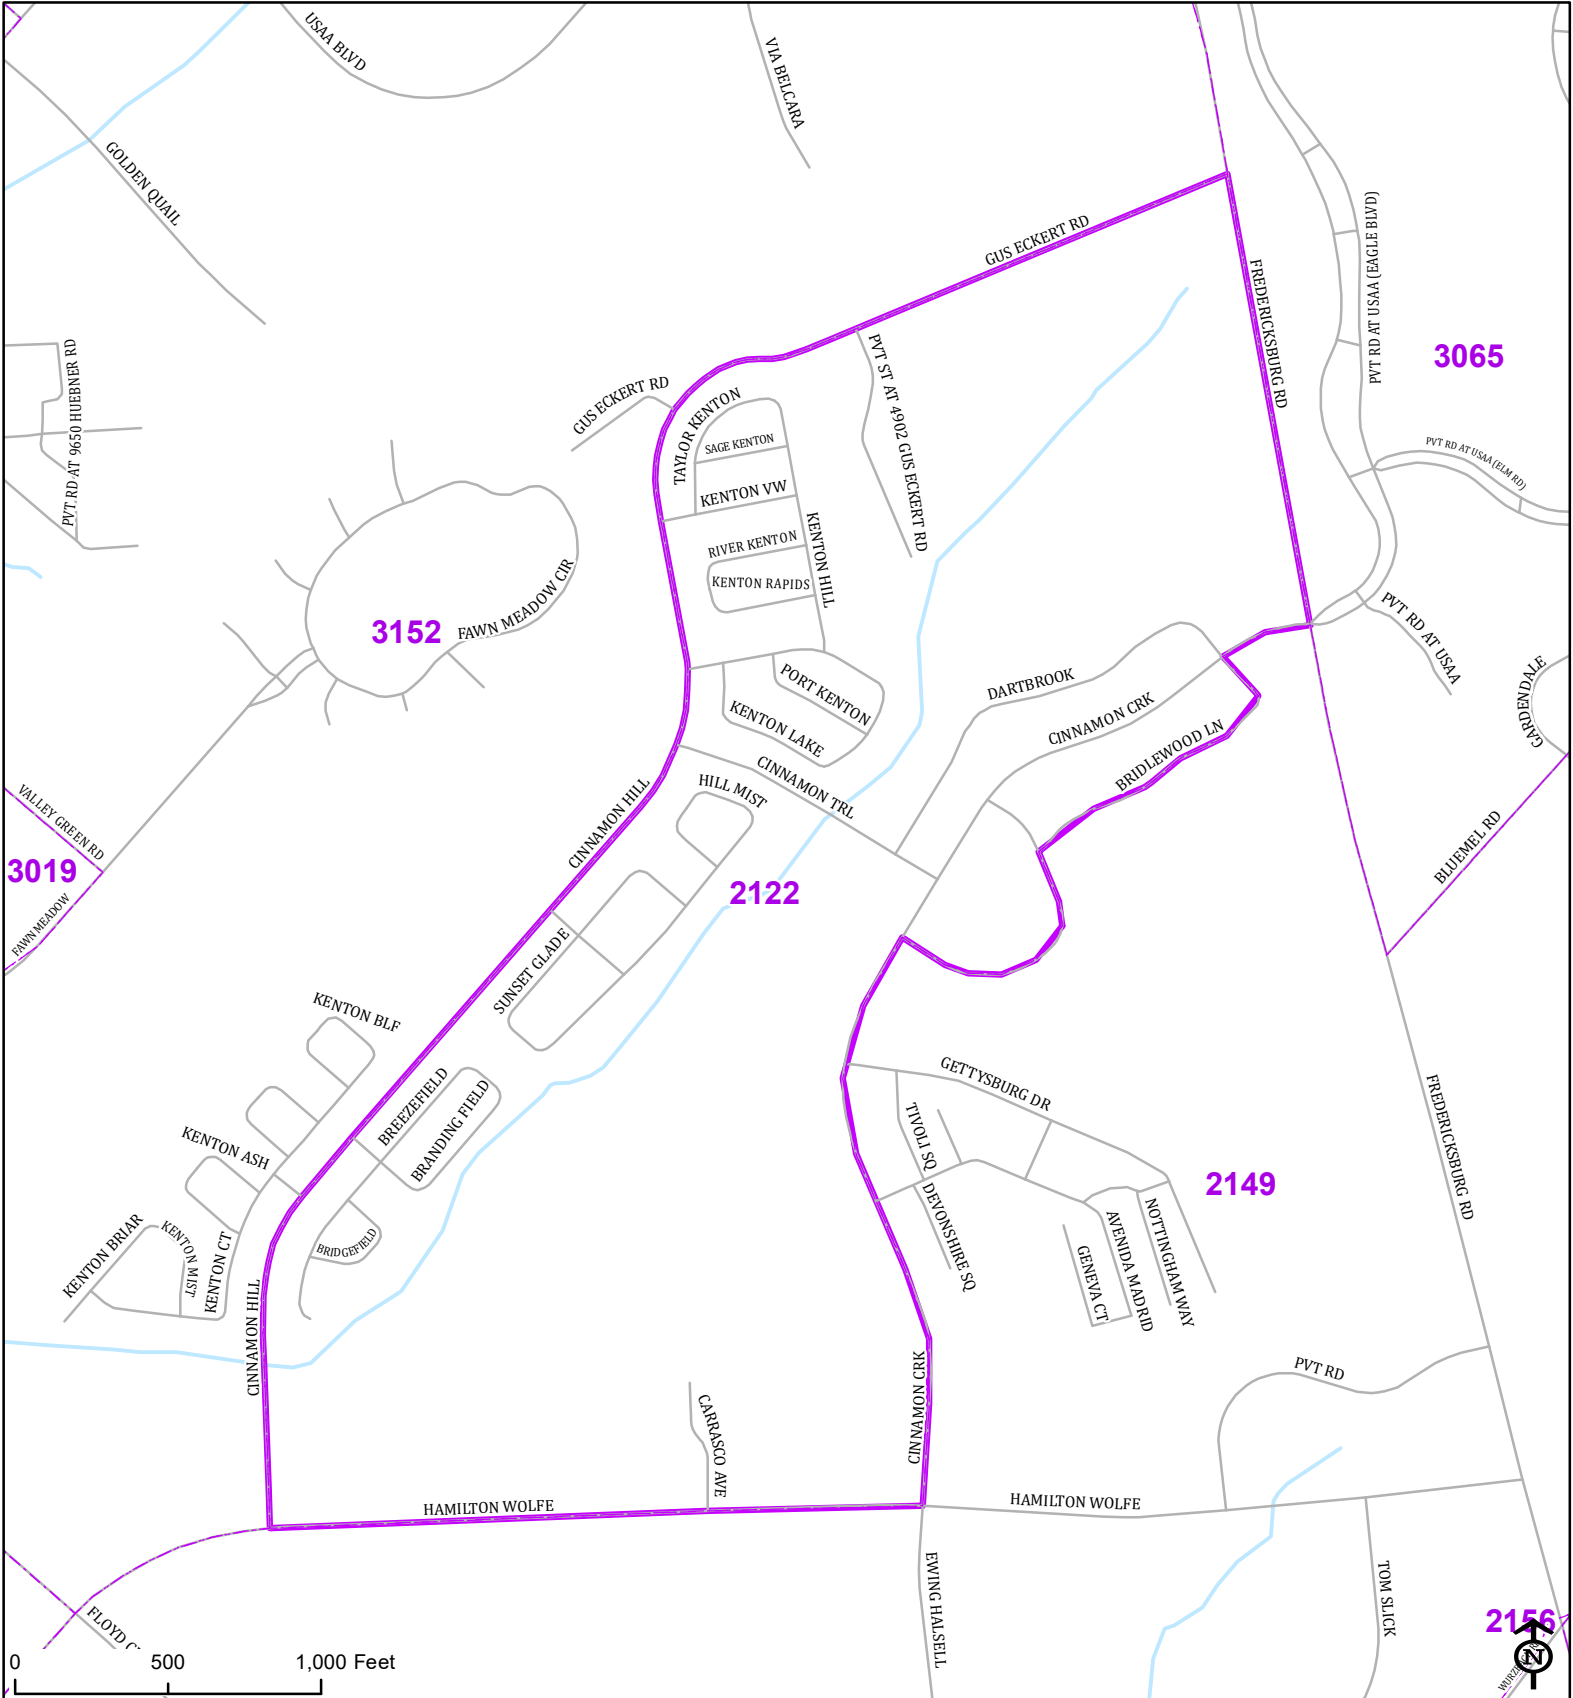 USAA BLVD
VIA BELCARA
GOLDEN QUAIL
GUS ECKERT RD
FREDERICKSBURG RD
PVT RD AT USAA (EAGLE BLVD)
3065
PVT. RD AT 9650 HUEBNER RD
GUS ECKERT RD
TAYLOR KENTON
SAGE KENTON
PVT ST AT 4902 GUS ECKERT RD
PVT RD AT USAA (ELM RD)
KENTON VW
KENTON HILL
RIVER KENTON
KENTON RAPIDS
3152
FAWN MEADOW CIR
PVT RD AT USAA
GARDENDALE
PORT KENTON
DARTBROOK
KENTON LAKE
CINNAMON CRK
BRIDLEWOOD LN
CINNAMON TRL
HILL MIST
CINNAMON HILL
VALLEY GREEN RD
3019
FAWN MEADOW
2122
BLUEMEL RD
SUNSET GLADE
KENTON BLF
BREEZEFIELD
BRANDING FIELD
GETTYSBURG DR
TIVOLI SQ
FREDERICKSBURG RD
KENTON ASH
2149
DEVONSHIRE SQ
KENTON BRIAR
KENTON MIST
KENTON CT
BRIDGEFIELD
GENEVA CT
AVENIDA MADRID
NOTTINGHAM WAY
CINNAMON HILL
CINNAMON CRK
PVT RD
CARRASCO AVE
HAMILTON WOLFE
HAMILTON WOLFE
EWING HALSELL
TOM SLICK
FLOYD
2156
N
0 500 1,000 Feet